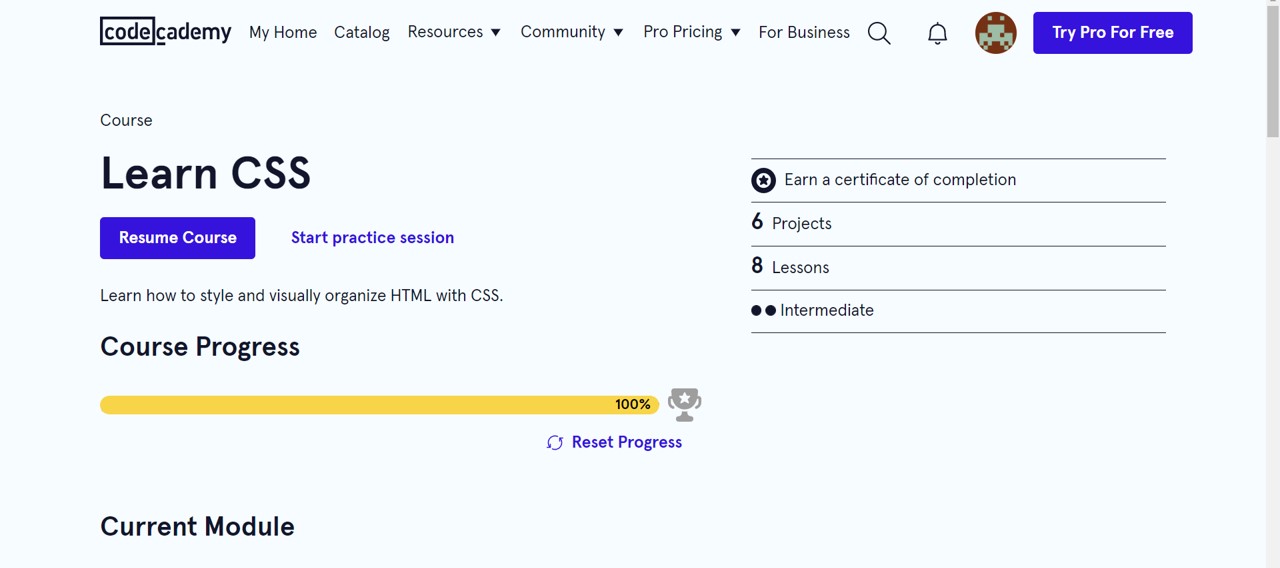 codecademy My Home Catalog Resources Community Pro Pricing For Business Try Pro For Free
Course
Learn CSS
Resume Course Start practice session
Learn how to style and visually organize HTML with CSS.
Course Progress
100%
Reset Progress
Current Module
Earn a certificate of completion
6 Projects
8 Lessons
Intermediate